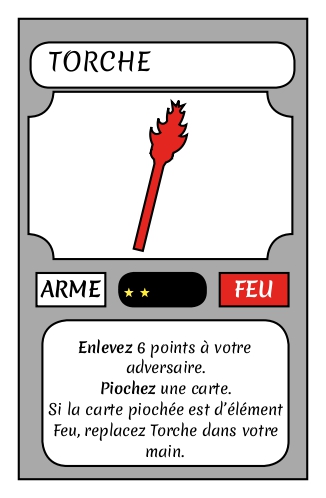 TORCHE
ARME
FEU
Enlevez 6 points à votre
adversaire.
Piochez une carte.
Si la carte piochée est d'élément
Feu, replacez Torche dans votre
main.